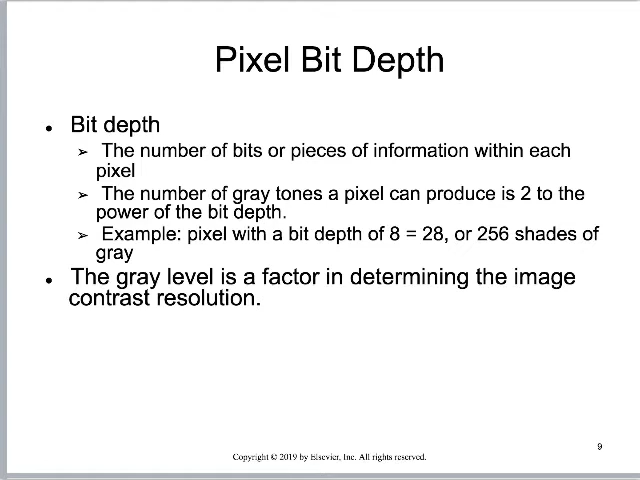 Pixel Bit Depth
• Bit depth
➢ The number of bits or pieces of information within each
pixel
➢ The number of gray tones a pixel can produce is 2 to the
power of the bit depth.
➢ Example: pixel with a bit depth of 8 = 28, or 256 shades of
gray
• The gray level is a factor in determining the image
contrast resolution.
9
Copyright © 2019 by Elsevier, Inc. All rights reserved.